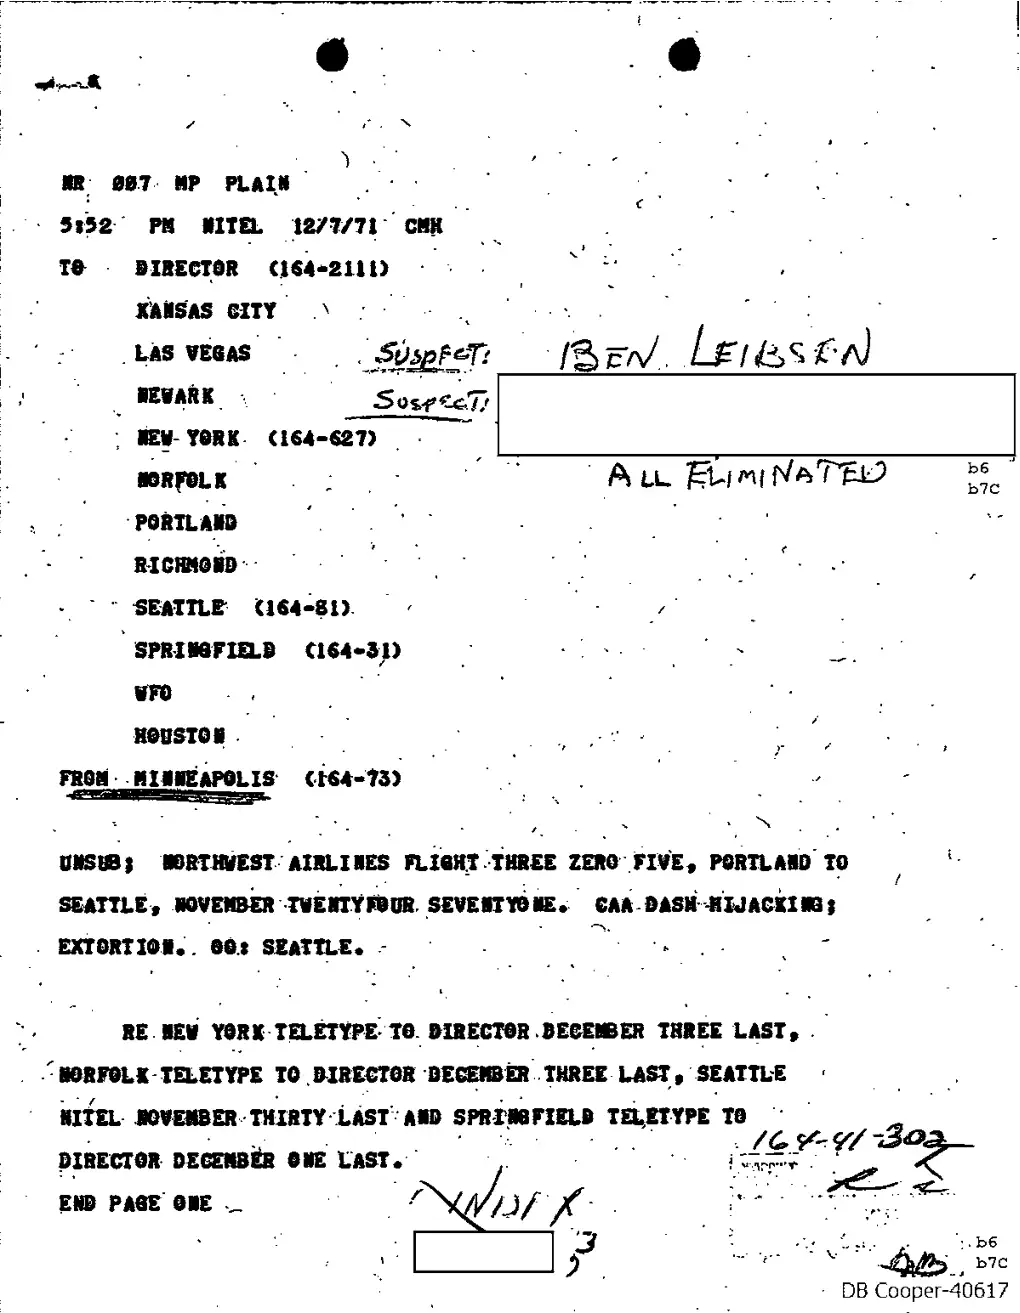 NR 007 MP PLAIN
5:52 PM NITEL 12/7/71 CMH
TO DIRECTOR (164-2111)
KANSAS CITY
LAS VEGAS SUSPECT: BEN LEIBSEN
NEWARK SUSPECT:
NEW YORK (164-627)
NORFOLK ALL ELIMINATED b6
b7C
PORTLAND
RICHMOND
SEATTLE (164-81)
SPRINGFIELD (164-31)
WFO
HOUSTON
FROM MINNEAPOLIS (164-73)
UNSUB; NORTHWEST AIRLINES FLIGHT THREE ZERO FIVE, PORTLAND TO
SEATTLE, NOVEMBER TWENTYFOUR SEVENTYONE. CAA DASH HIJACKING;
EXTORTION. OO: SEATTLE.
RE NEW YORK TELETYPE TO DIRECTOR DECEMBER THREE LAST,
NORFOLK TELETYPE TO DIRECTOR DECEMBER THREE LAST, SEATTLE
NITEL NOVEMBER THIRTY LAST AND SPRINGFIELD TELETYPE TO
DIRECTOR DECEMBER ONE LAST.
164-41-302
END PAGE ONE
INDEX
b6
b7C
DB Cooper-40617